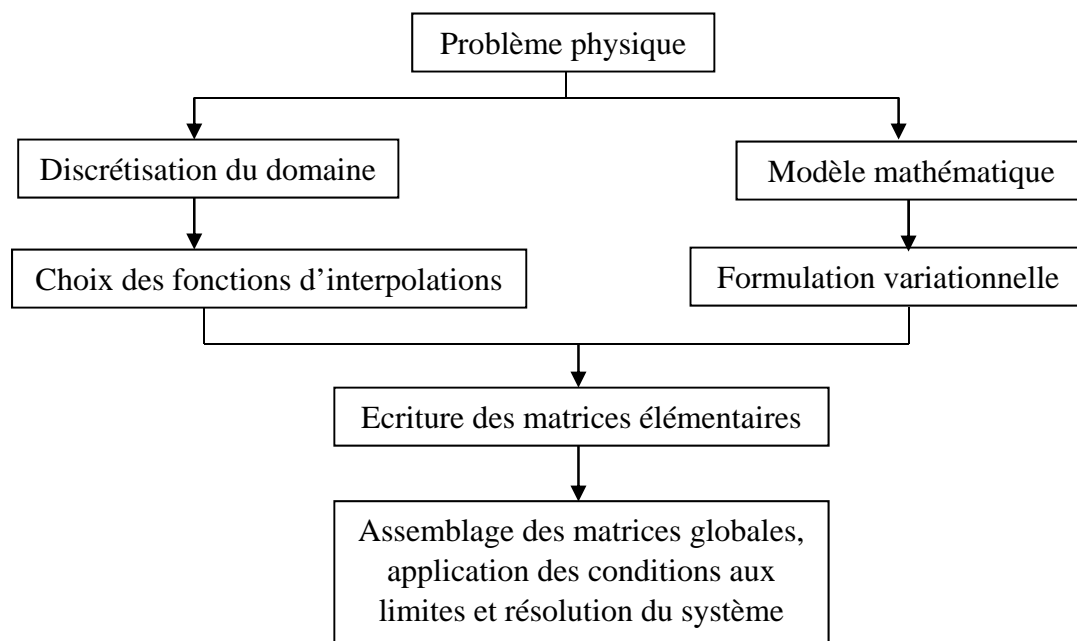 Problème physique
Discrétisation du domaine
Modèle mathématique
Choix des fonctions d’interpolations
Formulation variationnelle
Ecriture des matrices élémentaires
Assemblage des matrices globales,
application des conditions aux
limites et résolution du système